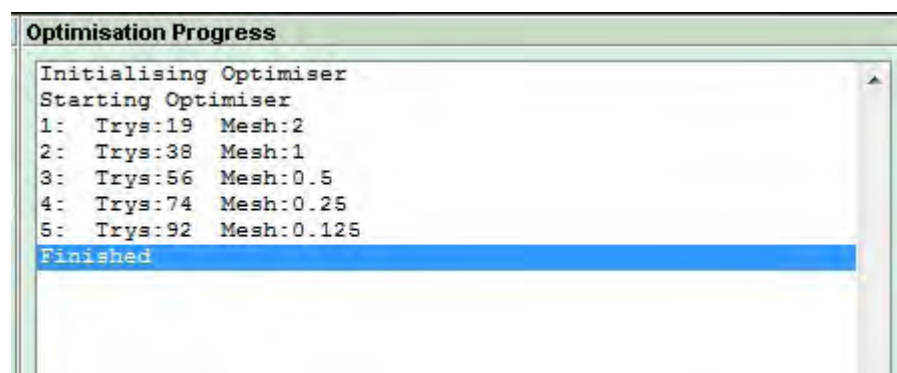 Optimisation Progress
Initialising Optimiser
Starting Optimiser
1: Trys:19 Mesh:2
2: Trys:38 Mesh:1
3: Trys:56 Mesh:0.5
4: Trys:74 Mesh:0.25
5: Trys:92 Mesh:0.125
Finished